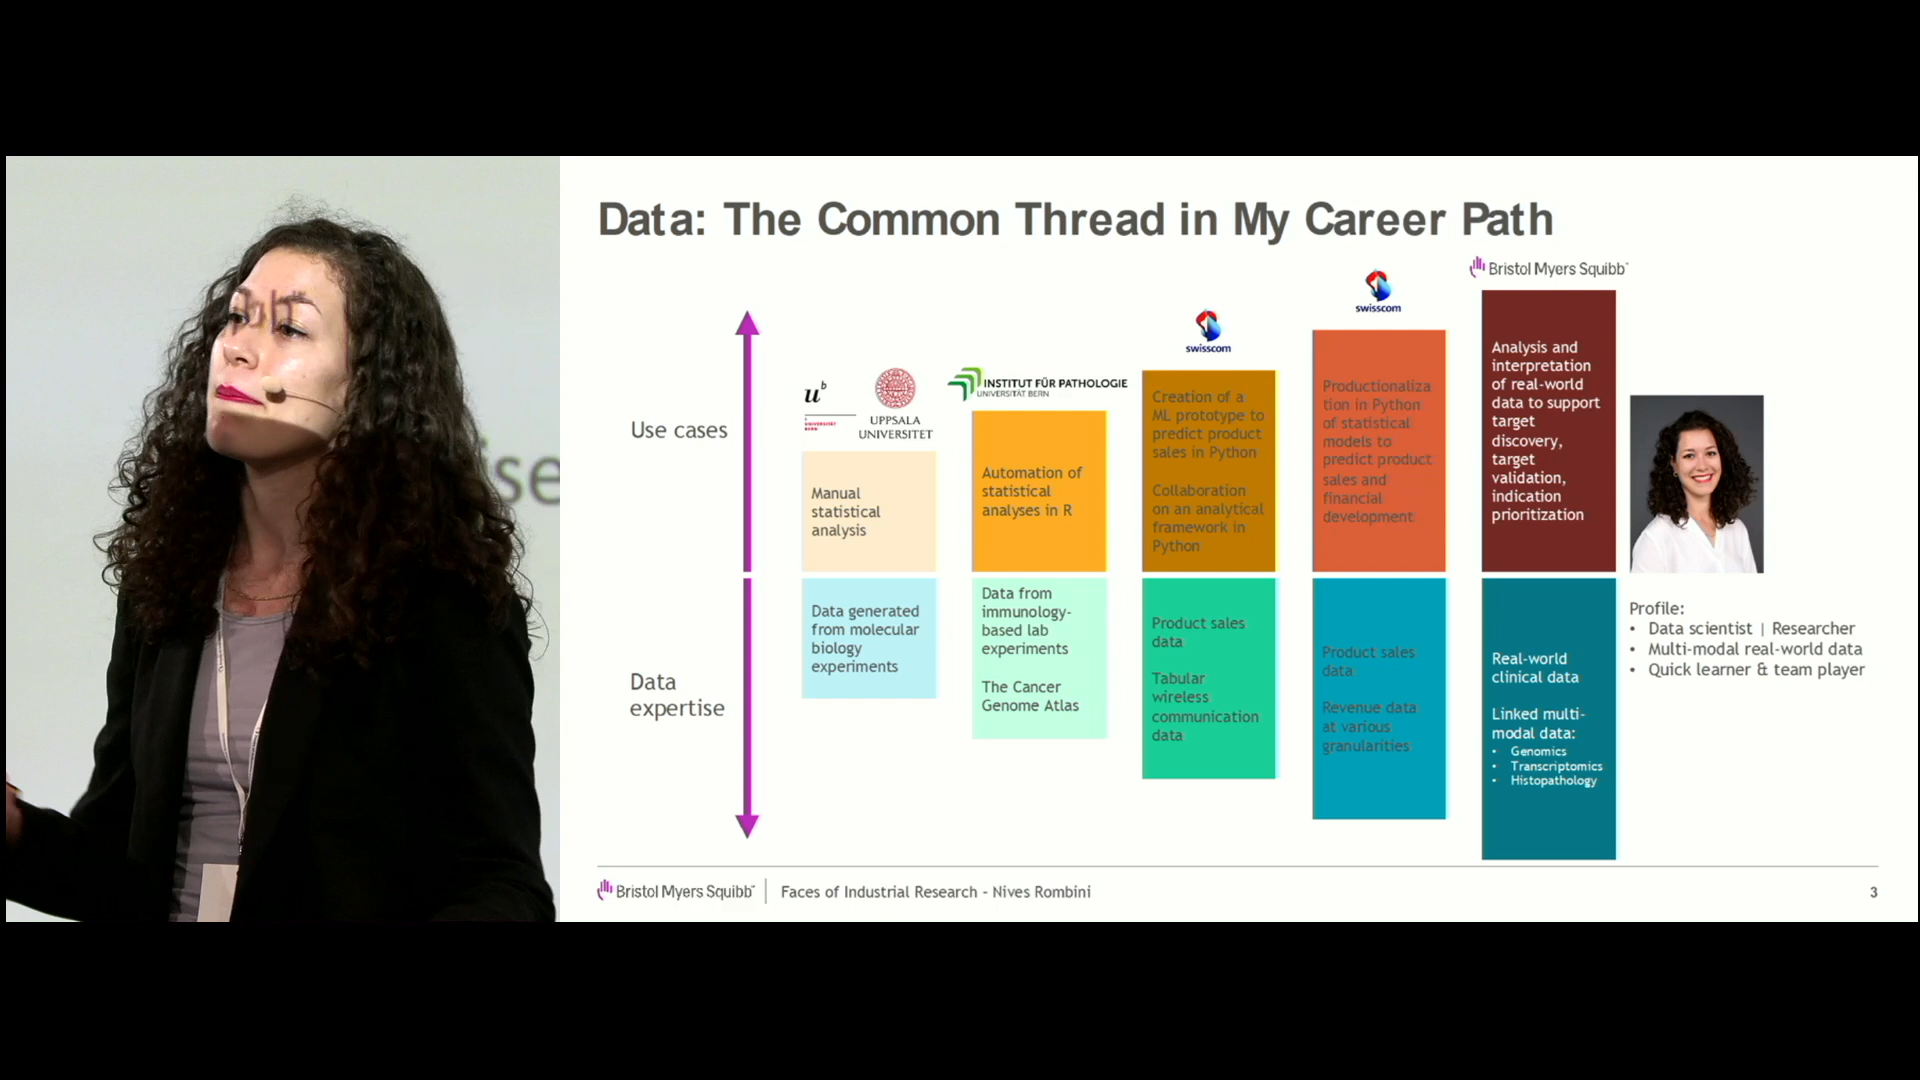 Data: The Common Thread in My Career Path
Use cases
Data
expertise
u b
UNIVERSITÄT
BERN
UPPSALA
UNIVERSITET
Manual
statistical
analysis
Data generated
from molecular
biology
experiments
INSTITUT FÜR PATHOLOGIE
UNIVERSITÄT BERN
Automation of
statistical
analyses in R
Data from
immunology-
based lab
experiments
The Cancer
Genome Atlas
swisscom
Creation of a
ML prototype to
predict product
sales in Python
Collaboration
on an analytical
framework in
Python
Product sales
data
Tabular
wireless
communication
data
swisscom
Productionaliza
tion in Python
of statistical
models to
predict product
sales and
financial
development
Product sales
data
Revenue data
at various
granularities
Bristol Myers Squibb™
Analysis and
interpretation
of real-world
data to support
target
discovery,
target
validation,
indication
prioritization
Real-world
clinical data
Linked multi-
modal data:
• Genomics
• Transcriptomics
• Histopathology
Profile:
• Data scientist | Researcher
• Multi-modal real-world data
• Quick learner & team player
Bristol Myers Squibb™
Faces of Industrial Research - Nives Rombini
3